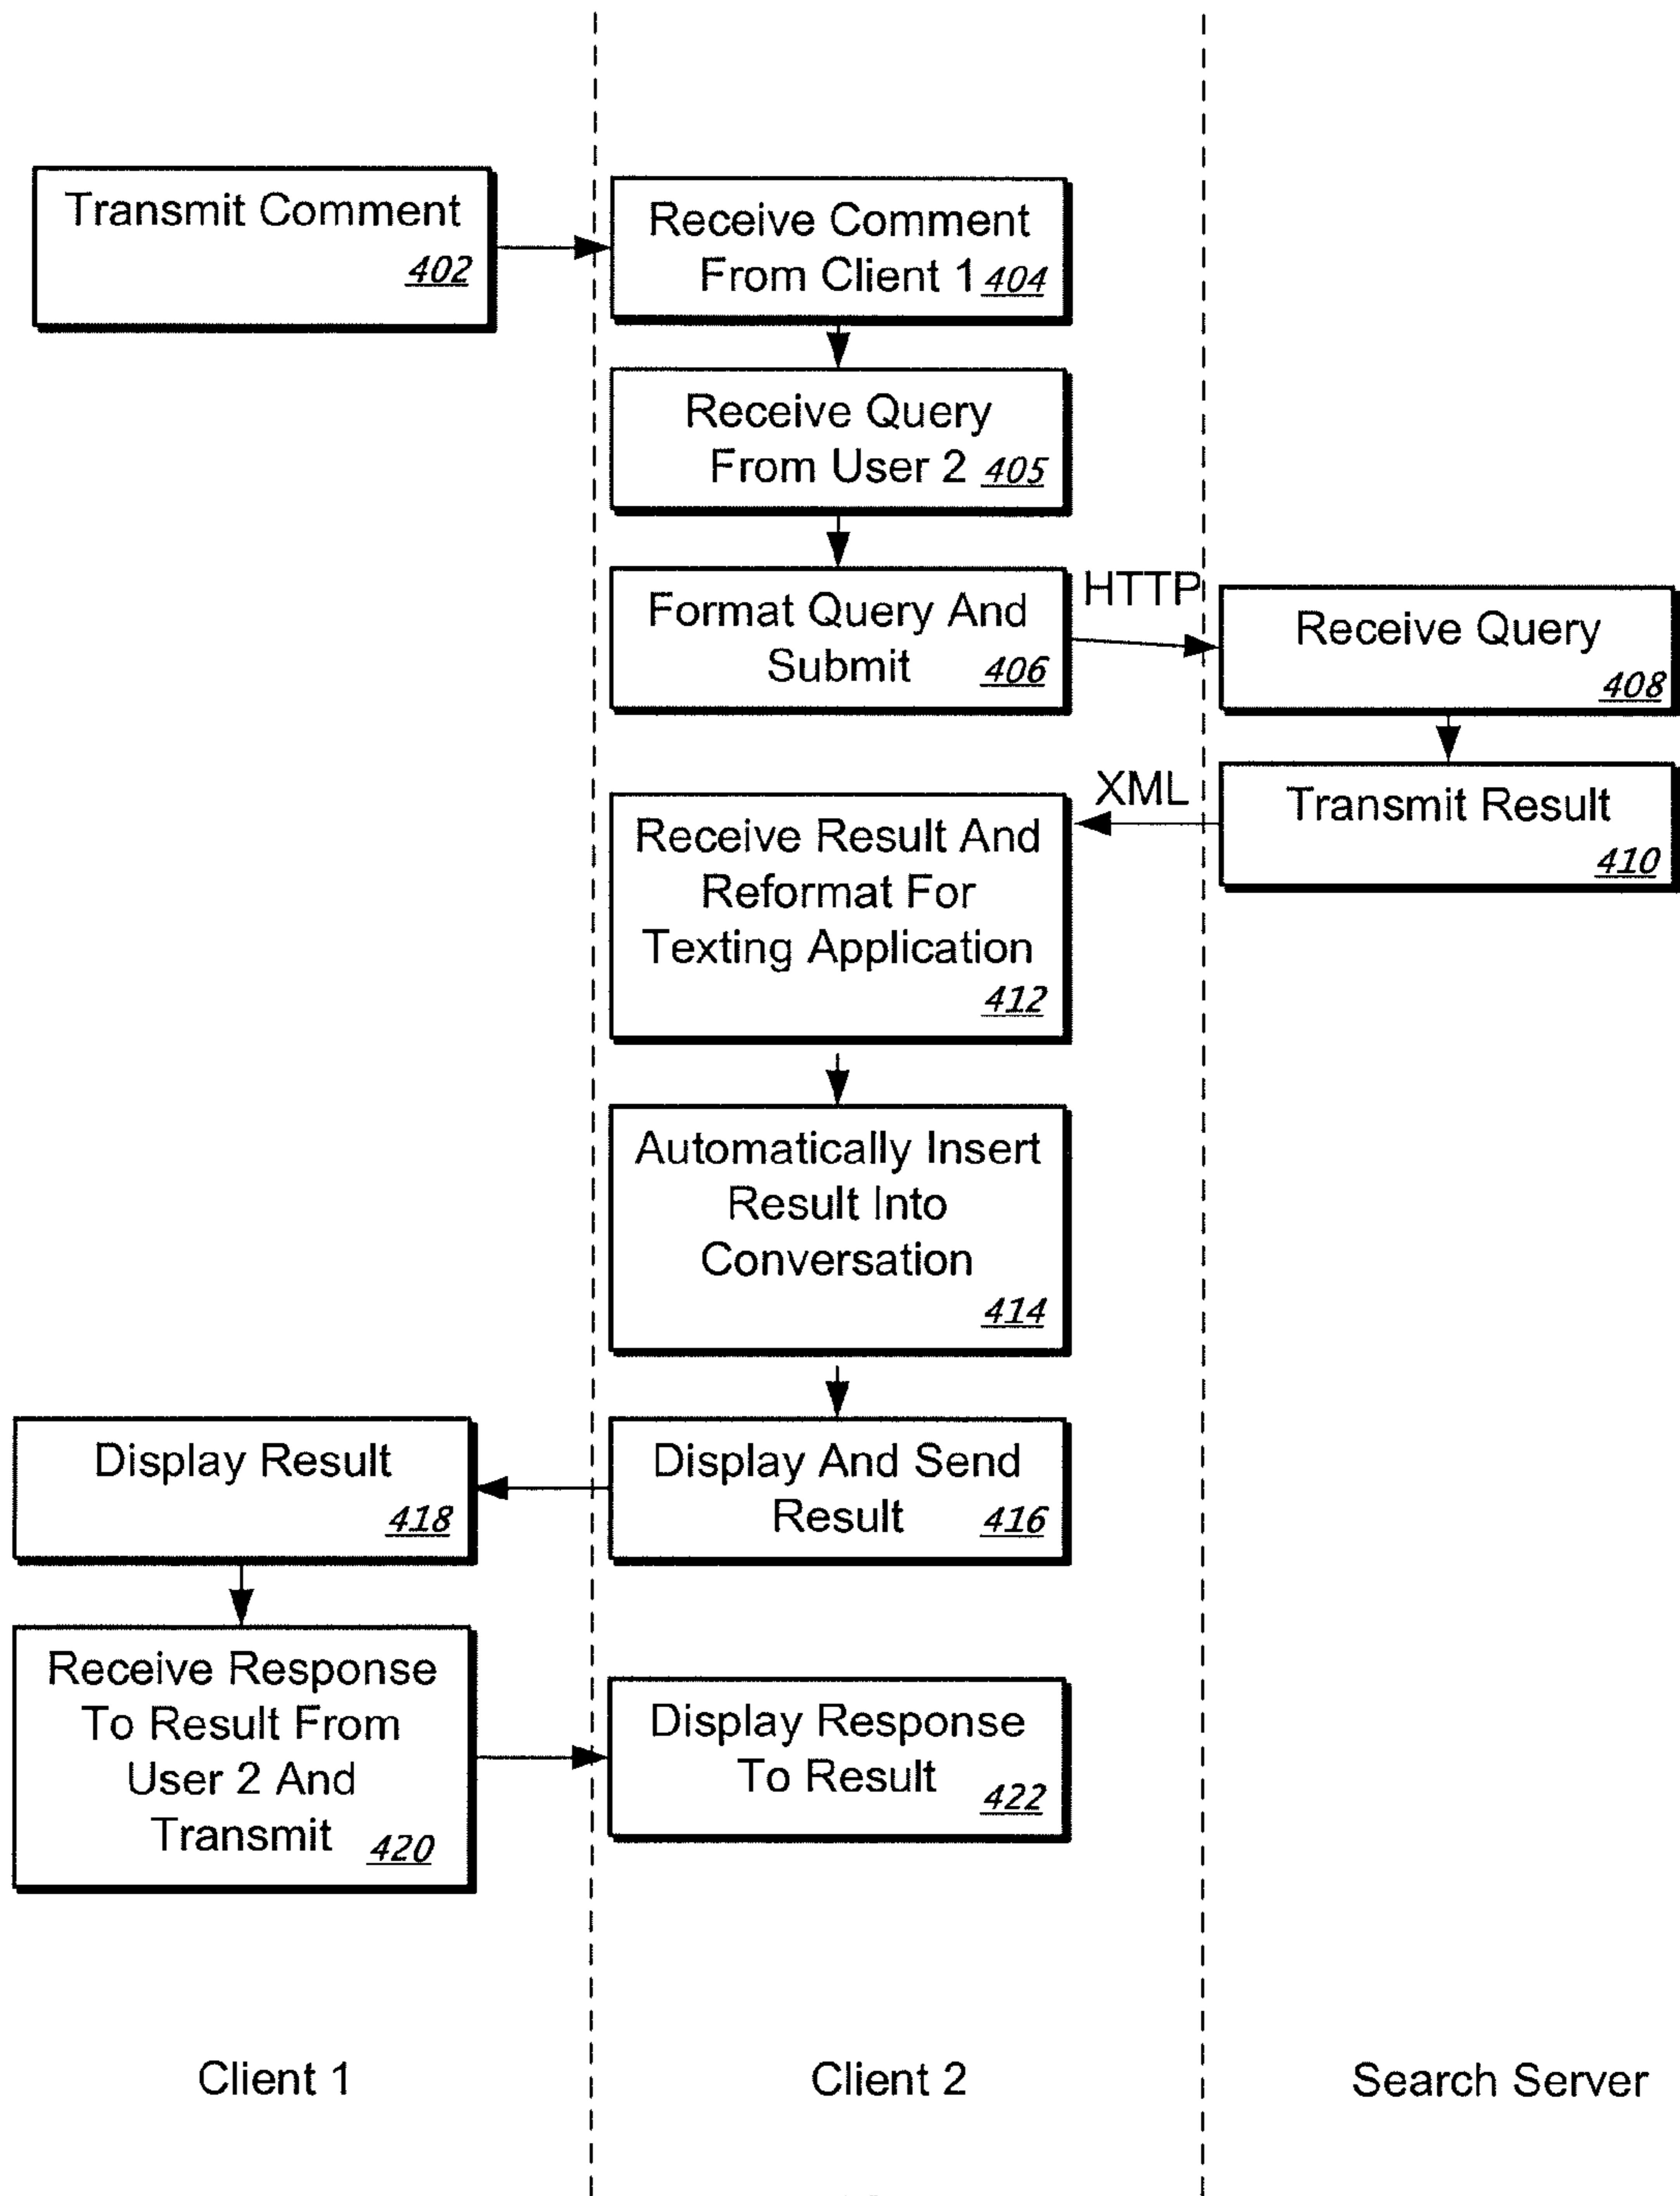 Transmit Comment
402
Receive Comment
From Client 1 404
Receive Query
From User 2 405
Format Query And
Submit 406
HTTP
Receive Query
408
XML
Transmit Result
410
Receive Result And
Reformat For
Texting Application
412
Automatically Insert
Result Into
Conversation
414
Display And Send
Result 416
Display Result
418
Receive Response
To Result From
User 2 And
Transmit 420
Display Response
To Result 422
Client 1
Client 2
Search Server